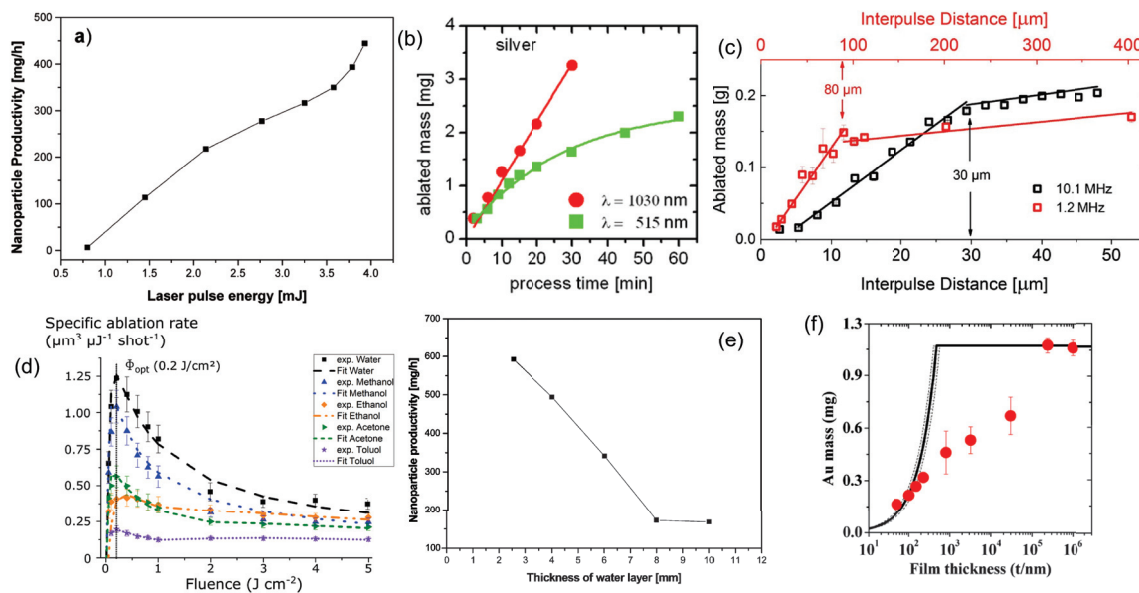 a)
Nanoparticle Productivity [mg/h]
500
450
400
350
300
250
200
150
100
50
0
0.5 1.0 1.5 2.0 2.5 3.0 3.5 4.0
Laser pulse energy [mJ]
(b)
silver
ablated mass [mg]
4
3
2
1
0
λ = 1030 nm
λ = 515 nm
0 10 20 30 40 50 60
process time [min]
(c)
Interpulse Distance [μm]
0 100 200 300 400
Ablated mass [g]
0.2
0.1
0.0
80 μm
30 μm
10.1 MHz
1.2 MHz
0 10 20 30 40 50
Interpulse Distance [μm]
Specific ablation rate
(μm³ μJ⁻¹ shot⁻¹)
(d)
Φopt (0.2 J/cm²)
1.25
1.00
0.75
0.50
0.25
0
exp. Water
Fit Water
exp. Methanol
Fit Methanol
exp. Ethanol
Fit Ethanol
exp. Acetone
Fit Acetone
exp. Toluol
Fit Toluol
0 1 2 3 4 5
Fluence (J cm⁻²)
(e)
Nanoparticle productivity [mg/h]
700
600
500
400
300
200
100
0 1 2 3 4 5 6 7 8 9 10 11 12
Thickness of water layer [mm]
(f)
Au mass (mg)
1.3
0.9
0.4
0.0
10¹ 10² 10³ 10⁴ 10⁵ 10⁶
Film thickness (t/nm)